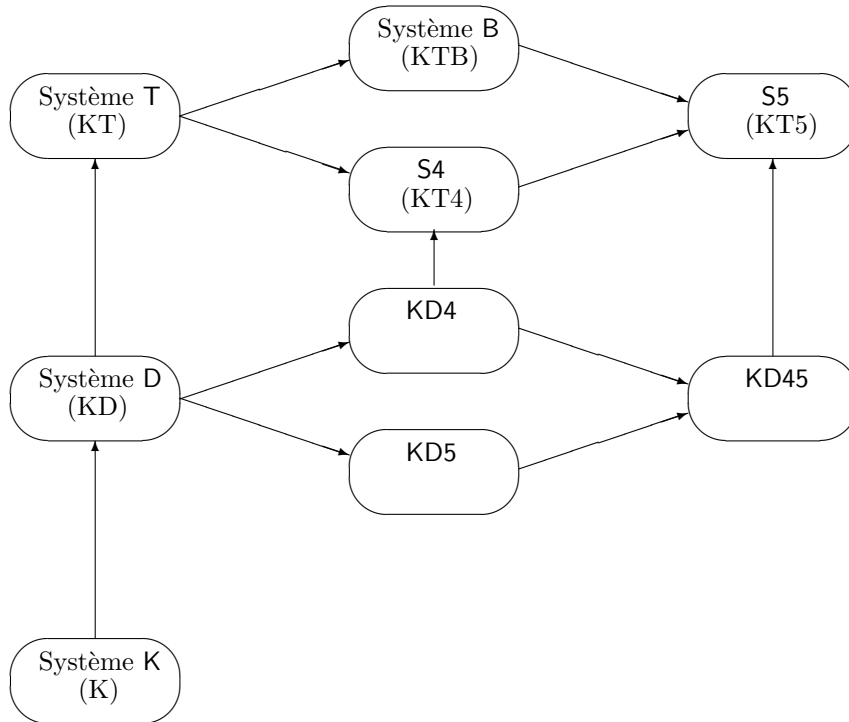 Système B
(KTB)
Système T
(KT)
S5
(KT5)
S4
(KT4)
KD4
Système D
(KD)
KD45
KD5
Système K
(K)